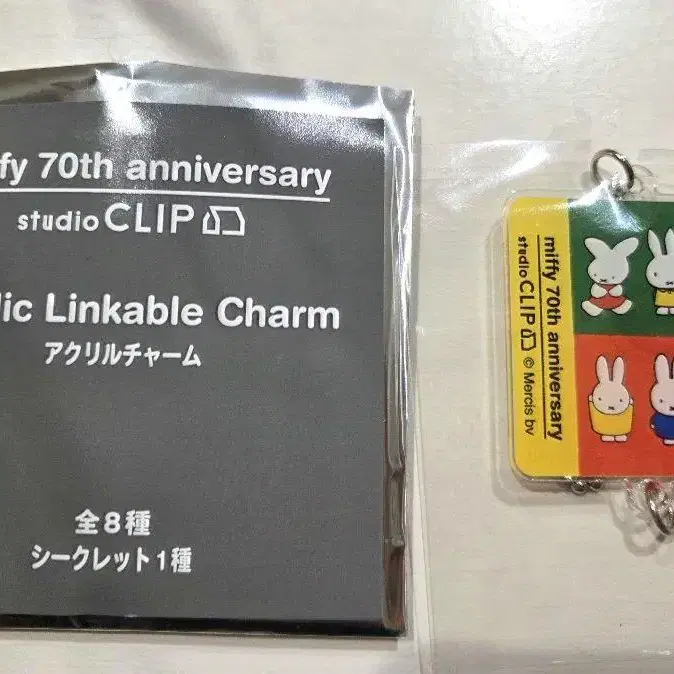 ffy 70th anniversary
studio CLIP
ic Linkable Charm
アクリルチャーム
全8種
シークレット1種
miffy 70th anniversary
studio CLIP © Mercis bv